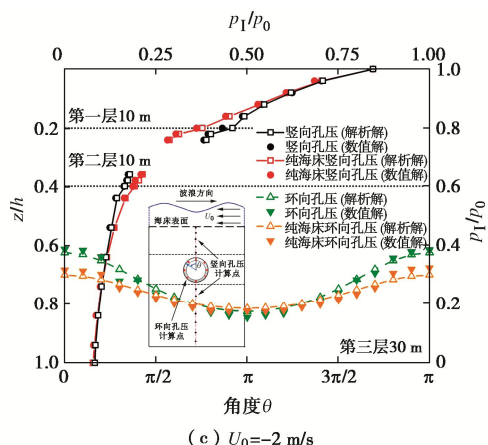 p_I/p_0
0 0.25 0.50 0.75 1.00
0
0.2
0.4
0.6
0.8
1.0
z/h
1.0
0.8
0.6
0.4
0.2
0
p_I/p_0
第一层10 m
第二层10 m
第三层30 m
竖向孔压(解析解)
竖向孔压(数值解)
纯海床竖向孔压(解析解)
纯海床竖向孔压(数值解)
环向孔压(解析解)
环向孔压(数值解)
纯海床环向孔压(解析解)
纯海床环向孔压(数值解)
波浪方向
U_0
海床表面
竖向孔压
计算点
θ
环向孔压
计算点
0 π/2 π 3π/2 π
角度θ
(c) U_0=-2 m/s